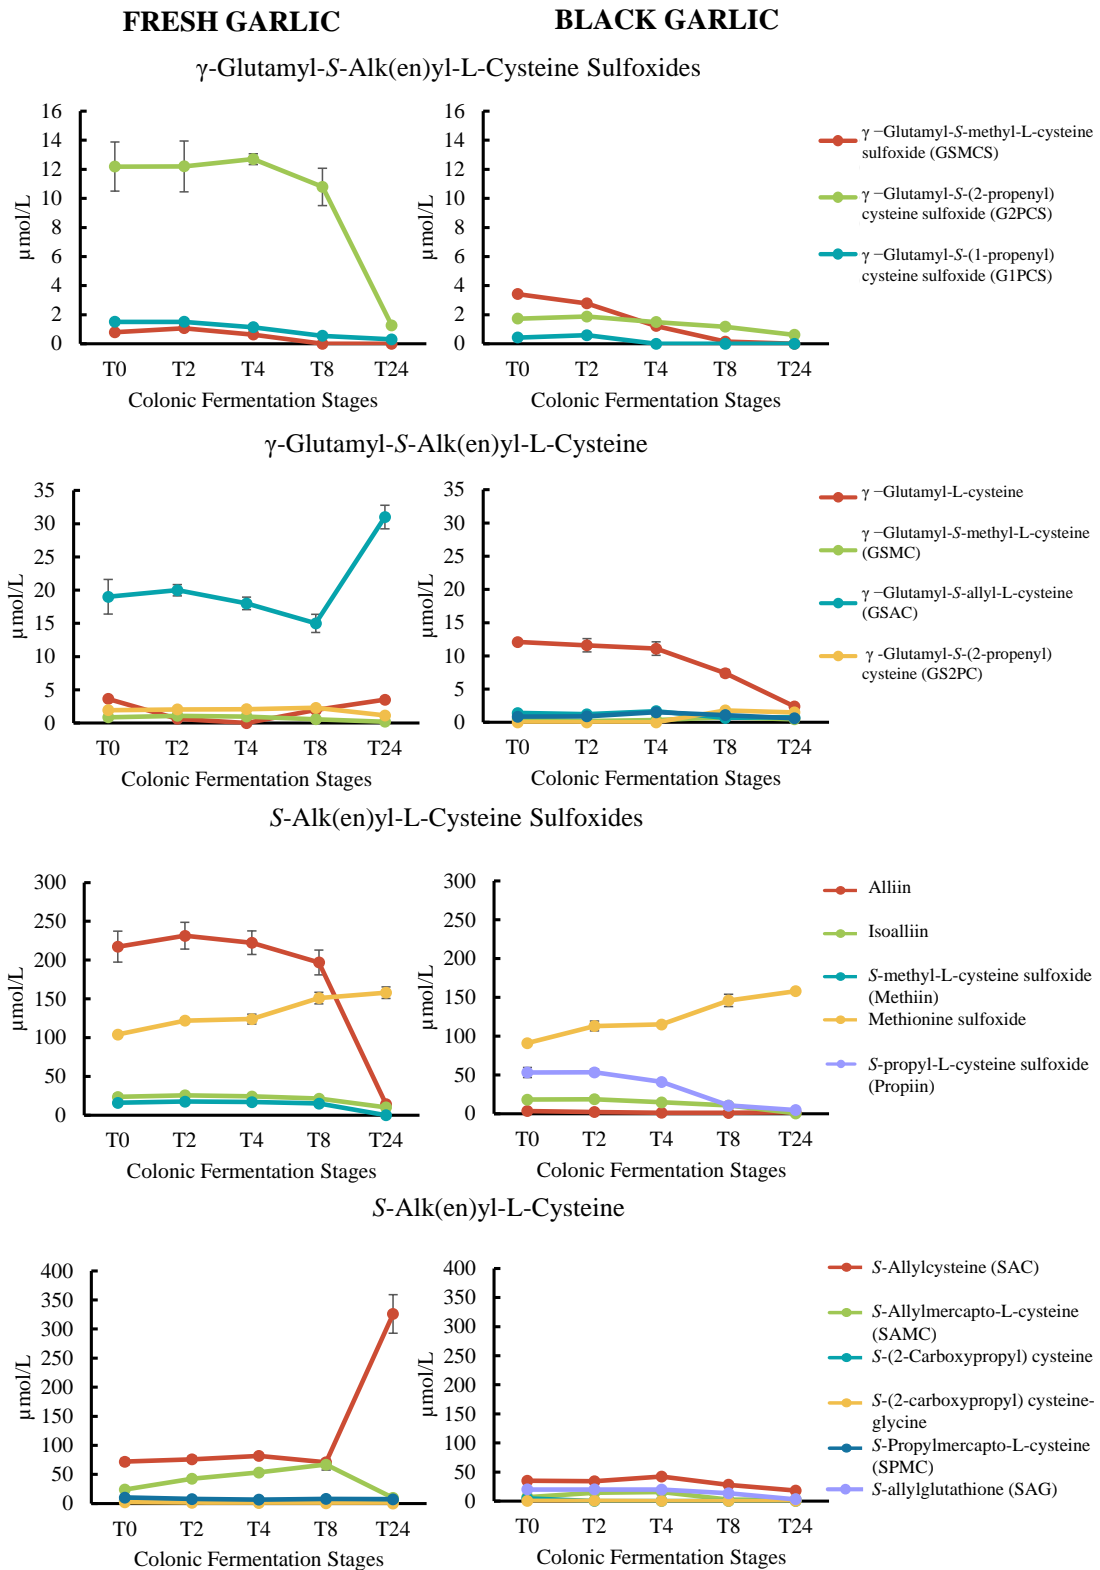 FRESH GARLIC
BLACK GARLIC
γ-Glutamyl-S-Alk(en)yl-L-Cysteine Sulfoxides
16
14
12
10
8
6
4
2
0
µmol/L
T0 T2 T4 T8 T24
Colonic Fermentation Stages
16
14
12
10
8
6
4
2
0
µmol/L
T0 T2 T4 T8 T24
Colonic Fermentation Stages
γ −Glutamyl-S-methyl-L-cysteine
sulfoxide (GSMCS)
γ −Glutamyl-S-(2-propenyl)
cysteine sulfoxide (G2PCS)
γ −Glutamyl-S-(1-propenyl)
cysteine sulfoxide (G1PCS)
γ-Glutamyl-S-Alk(en)yl-L-Cysteine
35
30
25
20
15
10
5
0
µmol/L
T0 T2 T4 T8 T24
Colonic Fermentation Stages
35
30
25
20
15
10
5
0
µmol/L
T0 T2 T4 T8 T24
Colonic Fermentation Stages
γ −Glutamyl-L-cysteine
γ −Glutamyl-S-methyl-L-cysteine
(GSMC)
γ −Glutamyl-S-allyl-L-cysteine
(GSAC)
γ -Glutamyl-S-(2-propenyl)
cysteine (GS2PC)
S-Alk(en)yl-L-Cysteine Sulfoxides
300
250
200
150
100
50
0
µmol/L
T0 T2 T4 T8 T24
Colonic Fermentation Stages
300
250
200
150
100
50
0
µmol/L
T0 T2 T4 T8 T24
Colonic Fermentation Stages
Alliin
Isoalliin
S-methyl-L-cysteine sulfoxide
(Methiin)
Methionine sulfoxide
S-propyl-L-cysteine sulfoxide
(Propiin)
S-Alk(en)yl-L-Cysteine
400
350
300
250
200
150
100
50
0
µmol/L
T0 T2 T4 T8 T24
Colonic Fermentation Stages
400
350
300
250
200
150
100
50
0
µmol/L
T0 T2 T4 T8 T24
Colonic Fermentation Stages
S-Allylcysteine (SAC)
S-Allylmercapto-L-cysteine
(SAMC)
S-(2-Carboxypropyl) cysteine
S-(2-carboxypropyl) cysteine-
glycine
S-Propylmercapto-L-cysteine
(SPMC)
S-allylglutathione (SAG)